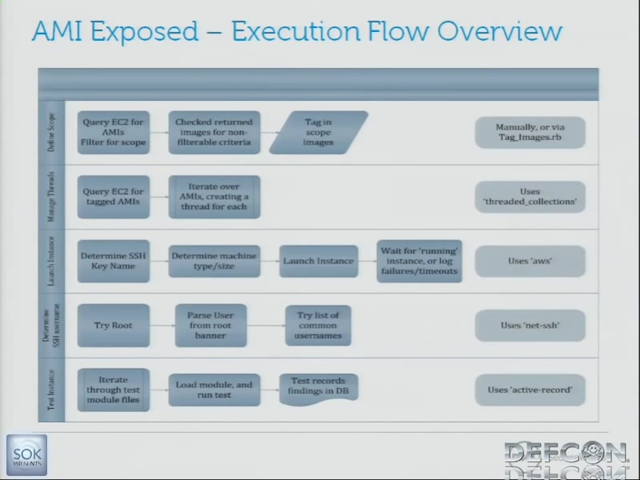 AMI Exposed – Execution Flow Overview
Define Scope
Query EC2 for
AMIs
Filter for scope
Checked returned
images for non-
filterable criteria
Tag in
scope
images
Manually, or via
Tag_Images.rb
Manage Threads
Query EC2 for
tagged AMIs
Iterate over
AMIs, creating a
thread for each
Uses
'threaded_collections'
Launch Instance
Determine SSH
Key Name
Determine machine
type/size
Launch Instance
Wait for 'running'
instance, or log
failures/timeouts
Uses 'aws'
Determine
SSH username
Try Root
Parse User
from root
banner
Try list of
common
usernames
Uses 'net-ssh'
Test Instance
Iterate
through test
module files
Load module, and
run test
Test records
findings in DB
Uses 'active-record'
SOK
PRESENTS
DEFCON